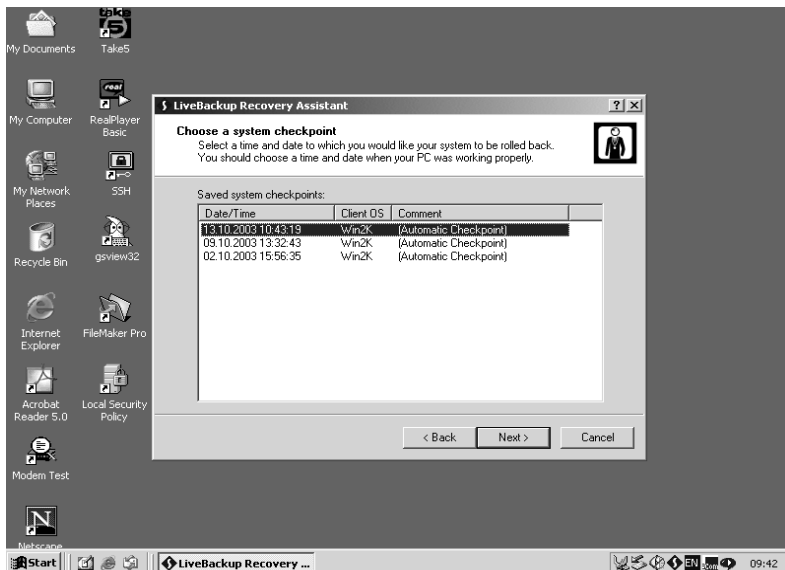 My Documents
take
5
Take5
My Computer
real
RealPlayer
Basic
My Network
Places
SSH
Recycle Bin
gsview32
Internet
Explorer
FileMaker Pro
Acrobat
Reader 5.0
Local Security
Policy
Modem Test
N
Netscape
LiveBackup Recovery Assistant
Choose a system checkpoint
Select a time and date to which you would like your system to be rolled back.
You should choose a time and date when your PC was working properly.
Saved system checkpoints:
Date/Time Client OS Comment
13.10.2003 10:43:19 Win2K (Automatic Checkpoint)
09.10.2003 13:32:43 Win2K (Automatic Checkpoint)
02.10.2003 15:56:35 Win2K (Automatic Checkpoint)
< Back Next > Cancel
Start LiveBackup Recovery ... EN .com 09:42